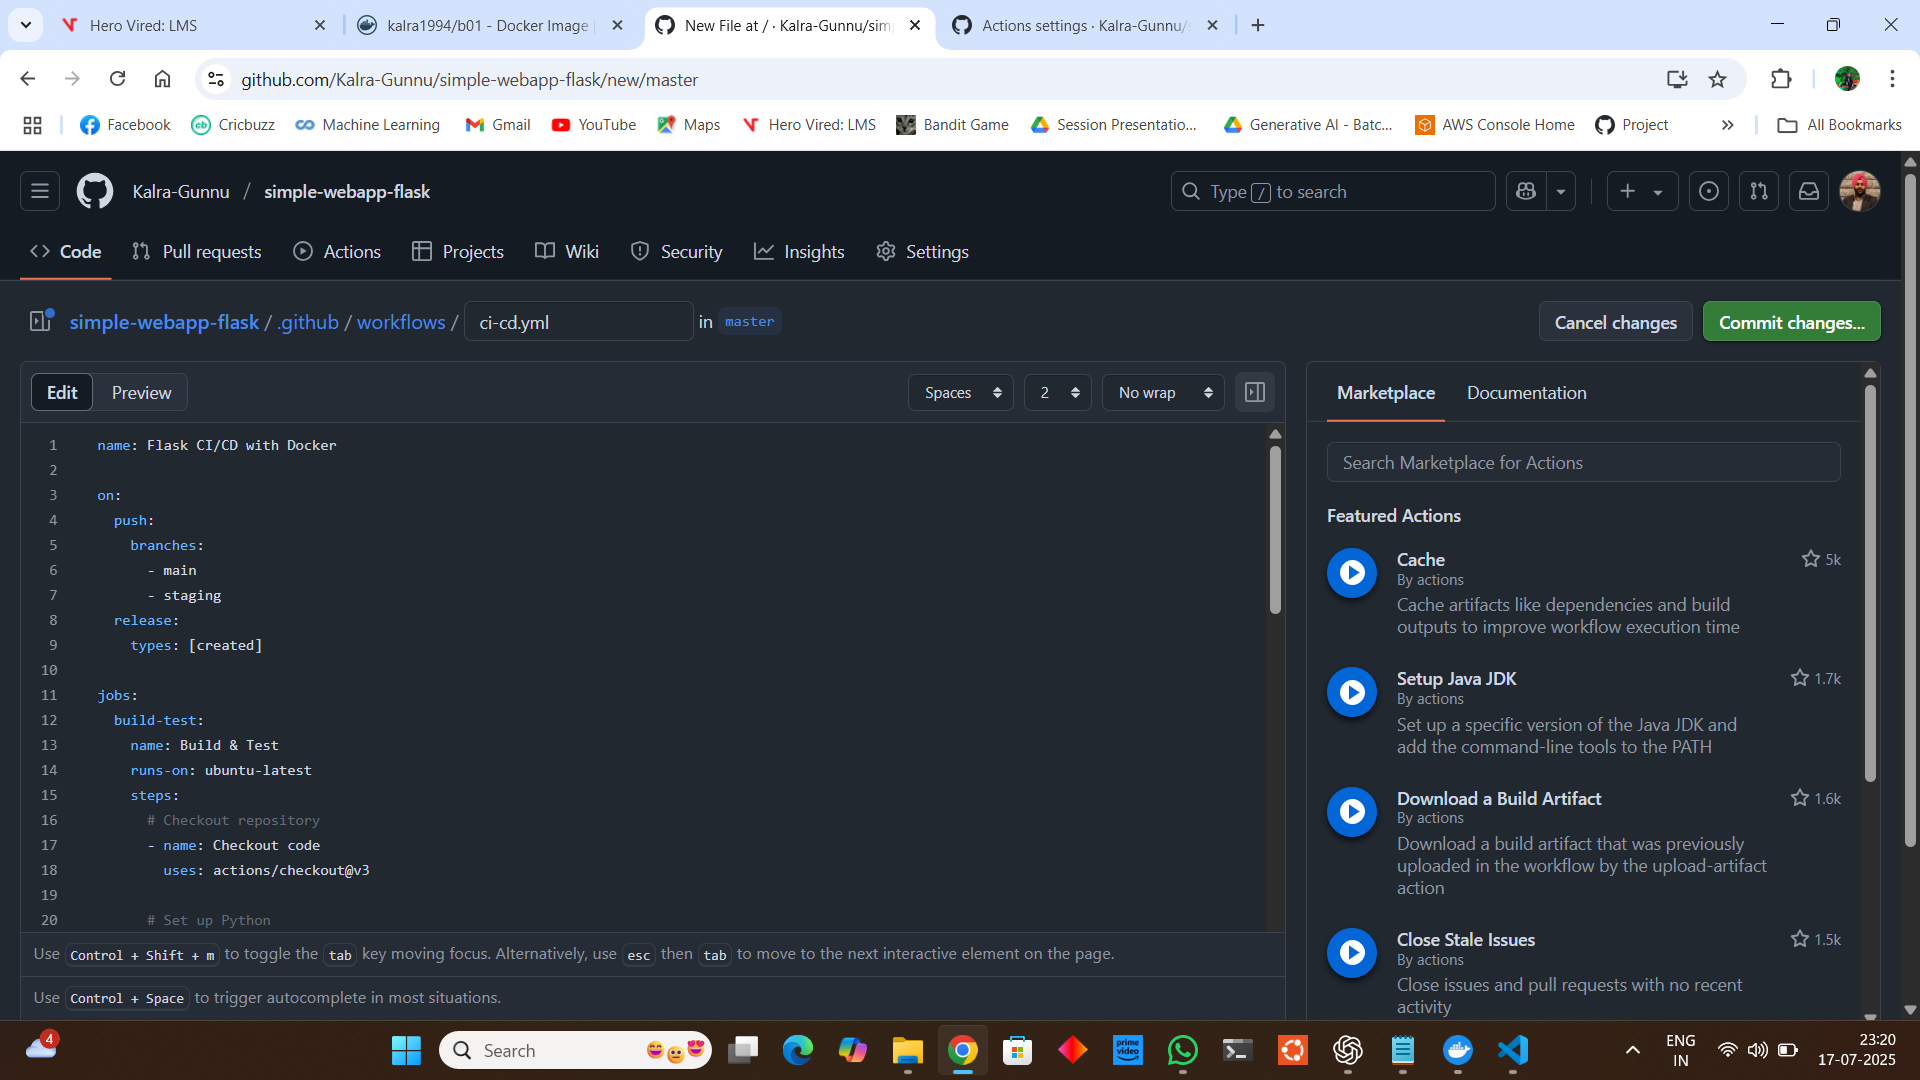 Hero Vired: LMS
kalra1994/b01 - Docker Image
New File at / · Kalra-Gunnu/sim
Actions settings · Kalra-Gunnu/s
github.com/Kalra-Gunnu/simple-webapp-flask/new/master
Facebook
Cricbuzz
Machine Learning
Gmail
YouTube
Maps
Hero Vired: LMS
Bandit Game
Session Presentatio...
Generative AI - Batc...
AWS Console Home
Project
All Bookmarks
Kalra-Gunnu / simple-webapp-flask
Type / to search
Code
Pull requests
Actions
Projects
Wiki
Security
Insights
Settings
simple-webapp-flask / .github / workflows / ci-cd.yml in master
Cancel changes
Commit changes...
Edit
Preview
Spaces
2
No wrap
1 name: Flask CI/CD with Docker
2
3 on:
4 push:
5 branches:
6 - main
7 - staging
8 release:
9 types: [created]
10
11 jobs:
12 build-test:
13 name: Build & Test
14 runs-on: ubuntu-latest
15 steps:
16 # Checkout repository
17 - name: Checkout code
18 uses: actions/checkout@v3
19
20 # Set up Python
Use Control + Shift + m to toggle the tab key moving focus. Alternatively, use esc then tab to move to the next interactive element on the page.
Use Control + Space to trigger autocomplete in most situations.
Marketplace
Documentation
Search Marketplace for Actions
Featured Actions
Cache
5k
By actions
Cache artifacts like dependencies and build
outputs to improve workflow execution time
Setup Java JDK
1.7k
By actions
Set up a specific version of the Java JDK and
add the command-line tools to the PATH
Download a Build Artifact
1.6k
By actions
Download a build artifact that was previously
uploaded in the workflow by the upload-artifact
action
Close Stale Issues
1.5k
By actions
Close issues and pull requests with no recent
activity
4
Search
prime video
ENG
IN
23:20
17-07-2025